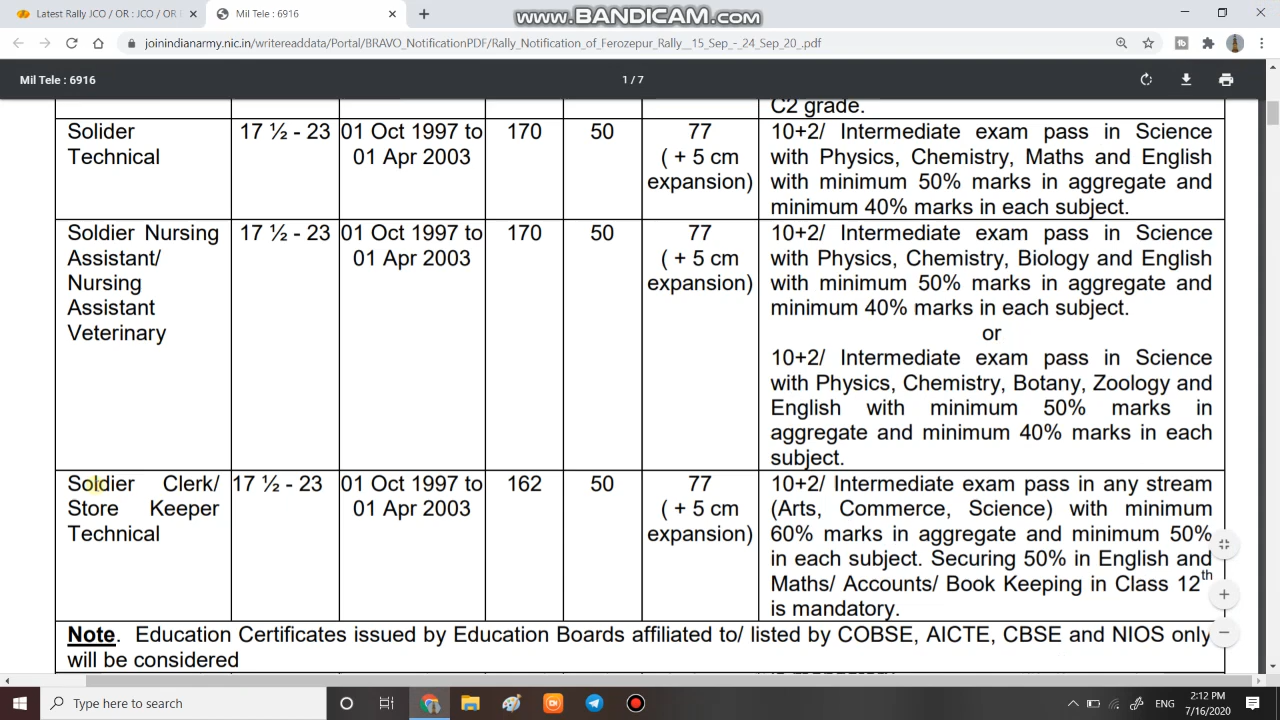 Latest Rally JCO / OR : JCO / OR
Mil Tele : 6916
www.BANDICAM.com
joinindianarmy.nic.in/writereaddata/Portal/BRAVO_NotificationPDF/Rally_Notification_of_Ferozepur_Rally__15_Sep_-_24_Sep_20_.pdf
Mil Tele : 6916
1 / 7
C2 grade.
Solider Technical
17 ½ - 23
01 Oct 1997 to
01 Apr 2003
170
50
77
( + 5 cm
expansion)
10+2/ Intermediate exam pass in Science
with Physics, Chemistry, Maths and English
with minimum 50% marks in aggregate and
minimum 40% marks in each subject.
Soldier Nursing
Assistant/
Nursing
Assistant
Veterinary
17 ½ - 23
01 Oct 1997 to
01 Apr 2003
170
50
77
( + 5 cm
expansion)
10+2/ Intermediate exam pass in Science
with Physics, Chemistry, Biology and English
with minimum 50% marks in aggregate and
minimum 40% marks in each subject.
or
10+2/ Intermediate exam pass in Science
with Physics, Chemistry, Botany, Zoology and
English with minimum 50% marks in
aggregate and minimum 40% marks in each
subject.
Soldier Clerk/
Store Keeper
Technical
17 ½ - 23
01 Oct 1997 to
01 Apr 2003
162
50
77
( + 5 cm
expansion)
10+2/ Intermediate exam pass in any stream
(Arts, Commerce, Science) with minimum
60% marks in aggregate and minimum 50%
in each subject. Securing 50% in English and
Maths/ Accounts/ Book Keeping in Class 12th
is mandatory.
Note. Education Certificates issued by Education Boards affiliated to/ listed by COBSE, AICTE, CBSE and NIOS only
will be considered
Type here to search
ENG
2:12 PM
7/16/2020